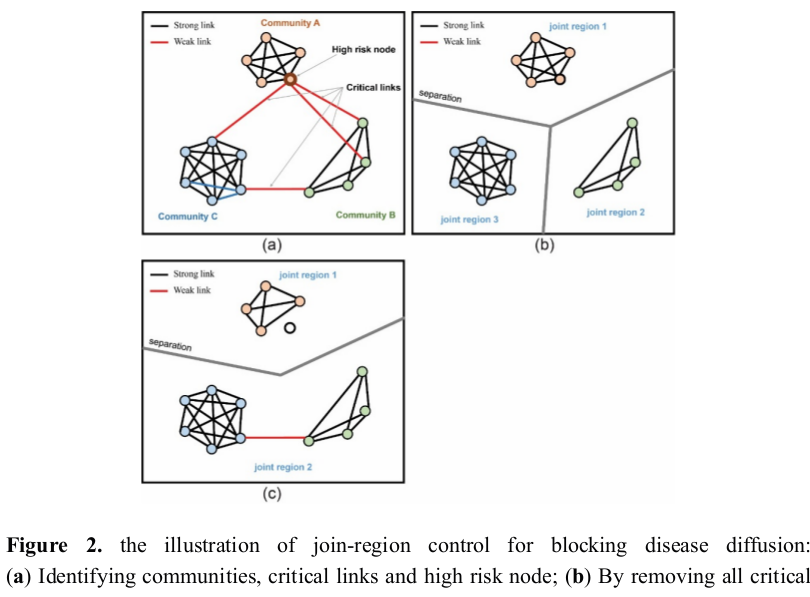 Strong link
Weak link
Community A
High risk node
Critical links
Community C
Community B
(a)
Strong link
Weak link
joint region 1
separation
joint region 3
joint region 2
(b)
Strong link
Weak link
joint region 1
separation
joint region 2
(c)
Figure 2. the illustration of join-region control for blocking disease diffusion:
(a) Identifying communities, critical links and high risk node; (b) By removing all critical